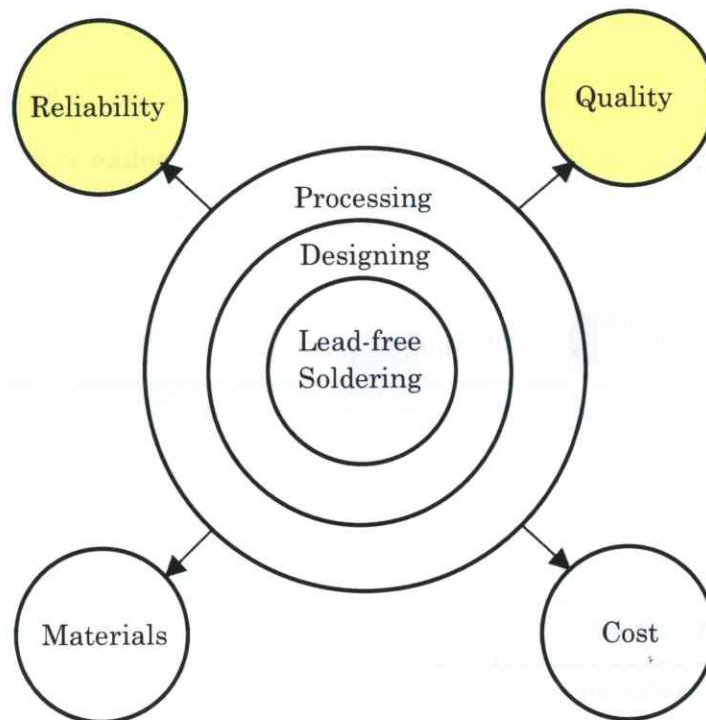 Reliability
Quality
Processing
Designing
Lead-free
Soldering
Materials
Cost